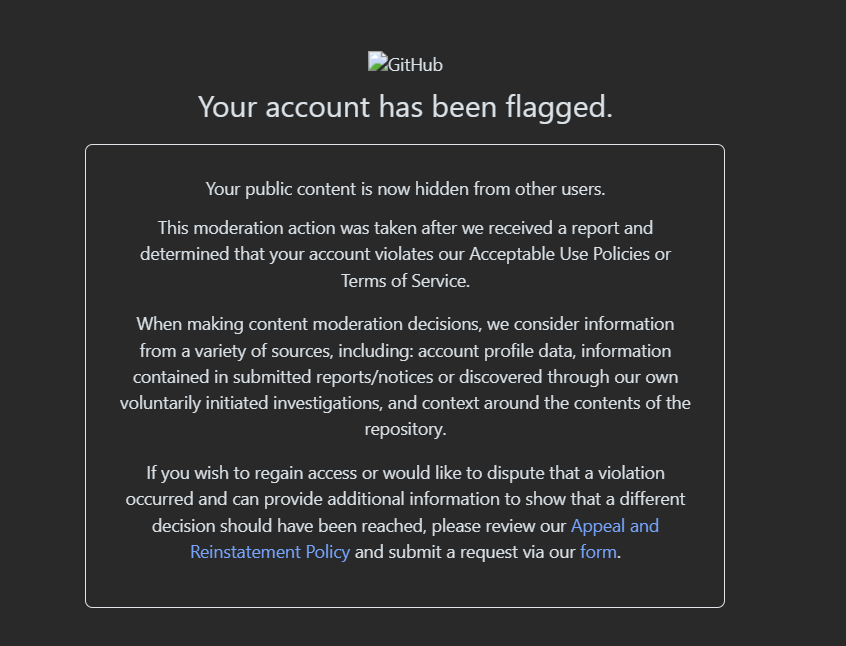 GitHub
Your account has been flagged.
Your public content is now hidden from other users.
This moderation action was taken after we received a report and
determined that your account violates our Acceptable Use Policies or
Terms of Service.
When making content moderation decisions, we consider information
from a variety of sources, including: account profile data, information
contained in submitted reports/notices or discovered through our own
voluntarily initiated investigations, and context around the contents of the
repository.
If you wish to regain access or would like to dispute that a violation
occurred and can provide additional information to show that a different
decision should have been reached, please review our Appeal and
Reinstatement Policy and submit a request via our form.